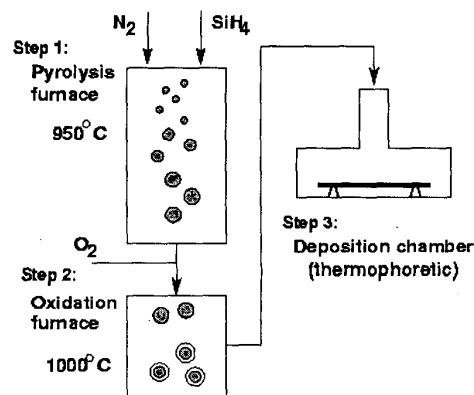 N2 SiH4
Step 1:
Pyrolysis
furnace
950°C
O2
Step 2:
Oxidation
furnace
1000°C
Step 3:
Deposition chamber
(thermophoretic)